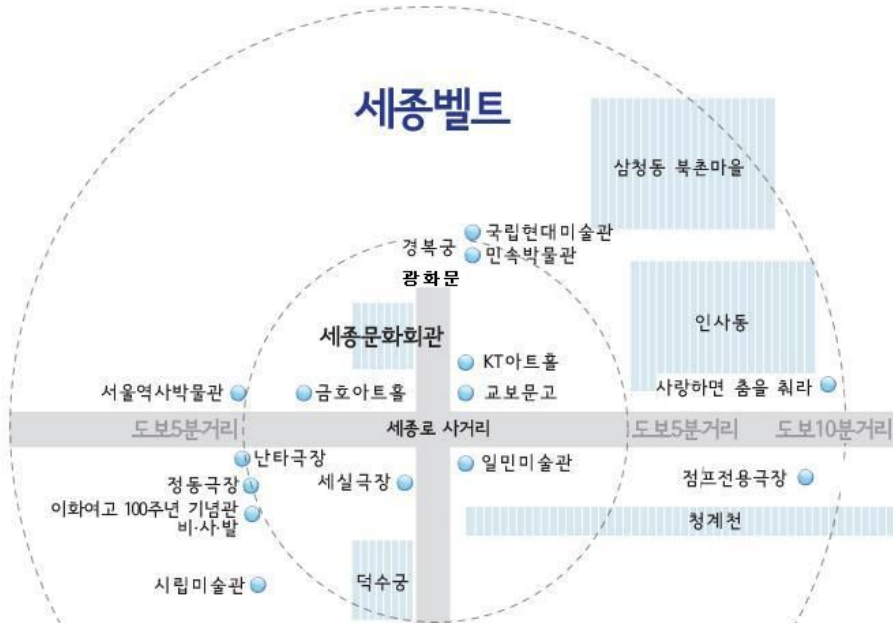 세종벨트
삼청동 북촌마을
국립현대미술관
경복궁
민속박물관
광화문
인사동
세종문화회관
KT아트홀
서울역사박물관
금호아트홀
교보문고
사랑하면 춤을 춰라
도보5분거리
세종로 사거리
도보5분거리
도보10분거리
난타극장
일민미술관
정동극장
세실극장
점프전용극장
이화여고 100주년 기념관
비·사·발
청계천
시립미술관
덕수궁